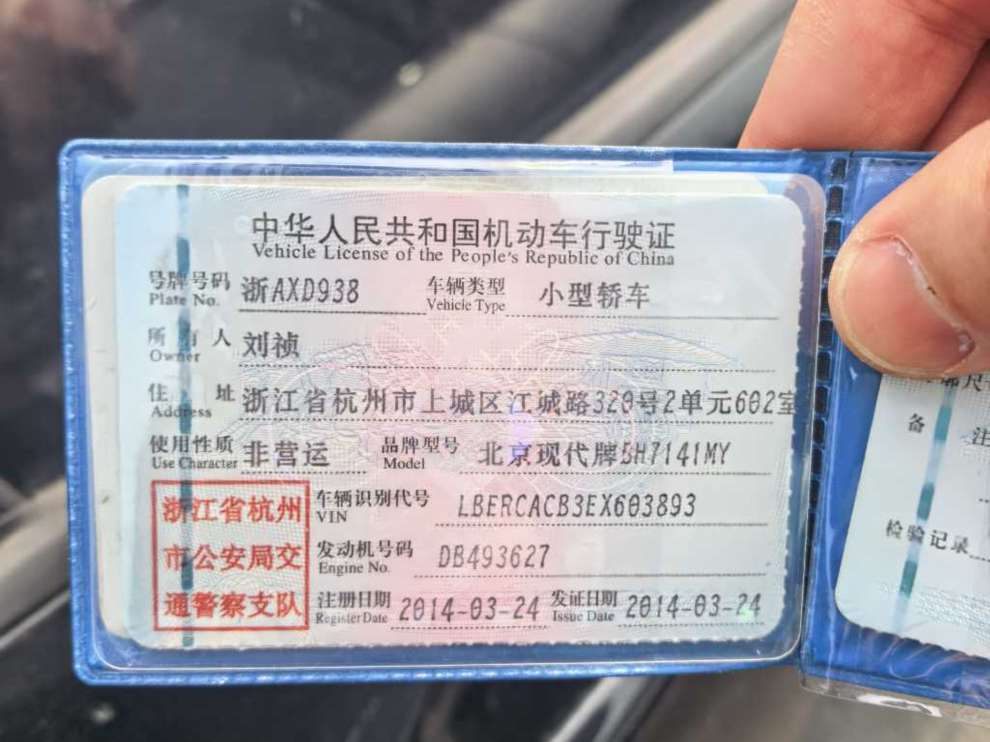 中华人民共和国机动车行驶证
Vehicle License of the People's Republic of China
号牌号码 浙AXD938 车辆类型 小型轿车
Plate No. Vehicle Type
所有人 刘祯
Owner
住址 浙江省杭州市上城区江城路320号2单元602室
Address
使用性质 非营运 品牌型号 北京现代牌BH7141MY
Use Character Model
浙江省杭州
市公安局交
通警察支队
车辆识别代号 LBERCACB3EX603893
VIN
发动机号码 DB493627
Engine No.
注册日期 2014-03-24 发证日期 2014-03-24
Register Date Issue Date
备 注
检验记录